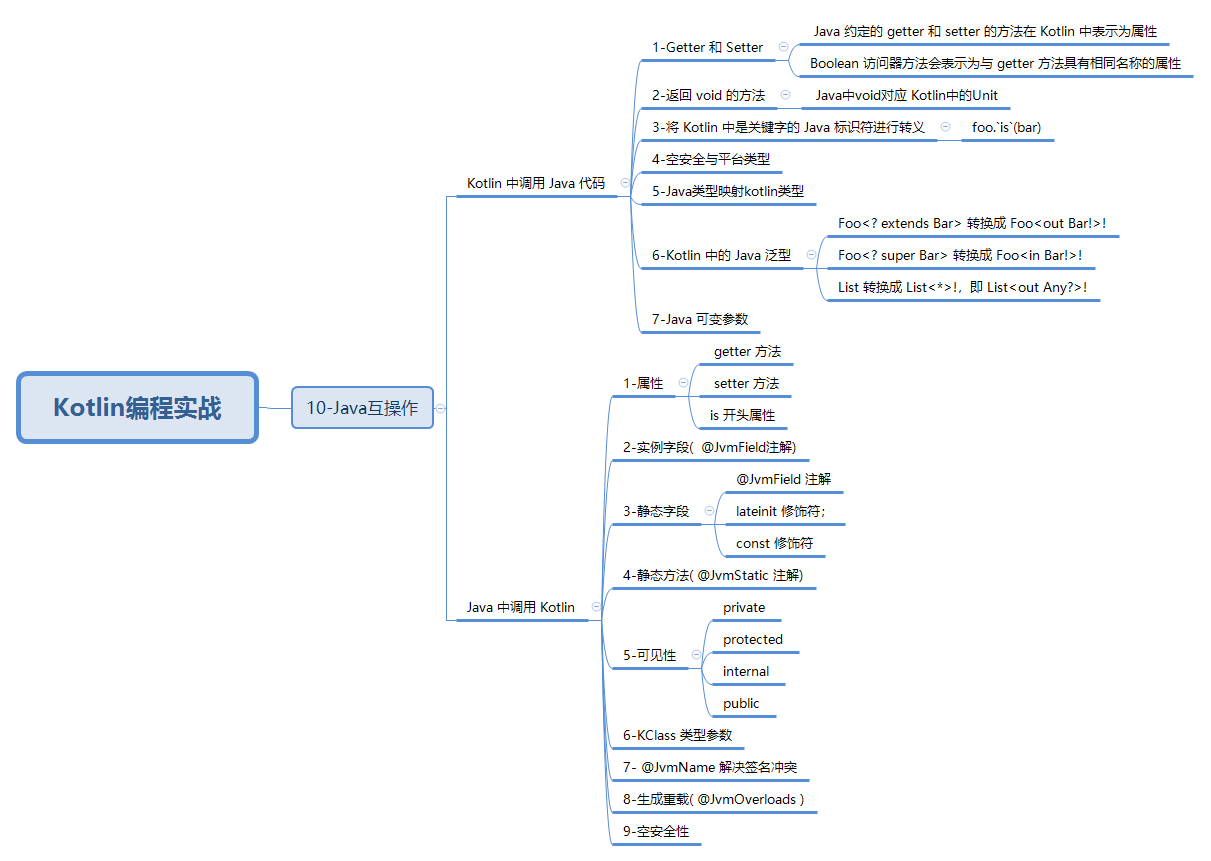 Kotlin编程实战
10-Java互操作
Kotlin 中调用 Java 代码
1-Getter 和 Setter
Java 约定的 getter 和 setter 的方法在 Kotlin 中表示为属性
Boolean 访问器方法会表示为与 getter 方法具有相同名称的属性
2-返回 void 的方法
Java中void对应 Kotlin中的Unit
3-将 Kotlin 中是关键字的 Java 标识符进行转义
foo.`is`(bar)
4-空安全与平台类型
5-Java类型映射kotlin类型
6-Kotlin 中的 Java 泛型
Foo<? extends Bar> 转换成 Foo<out Bar!>!
Foo<? super Bar> 转换成 Foo<in Bar!>!
List 转换成 List<*>!，即 List<out Any?>!
7-Java 可变参数
Java 中调用 Kotlin
1-属性
getter 方法
setter 方法
is 开头属性
2-实例字段( @JvmField注解)
3-静态字段
@JvmField 注解
lateinit 修饰符；
const 修饰符
4-静态方法( @JvmStatic 注解)
5-可见性
private
protected
internal
public
6-KClass 类型参数
7- @JvmName 解决签名冲突
8-生成重载( @JvmOverloads )
9-空安全性